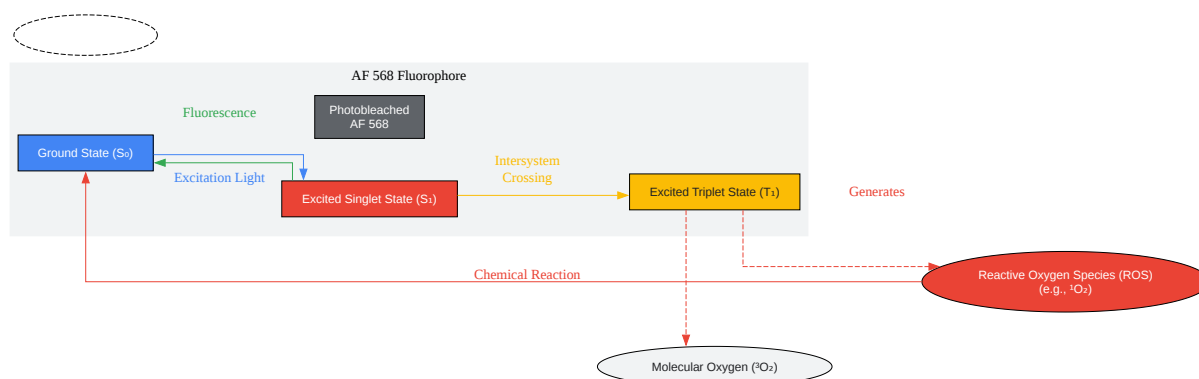 AF 568 Fluorophore
Photobleached
AF 568
Fluorescence
Ground State (S₀)
Excitation Light
Excited Singlet State (S₁)
Intersystem
Crossing
Excited Triplet State (T₁)
Generates
Chemical Reaction
Reactive Oxygen Species (ROS)
(e.g., ¹O₂)
Molecular Oxygen (³O₂)